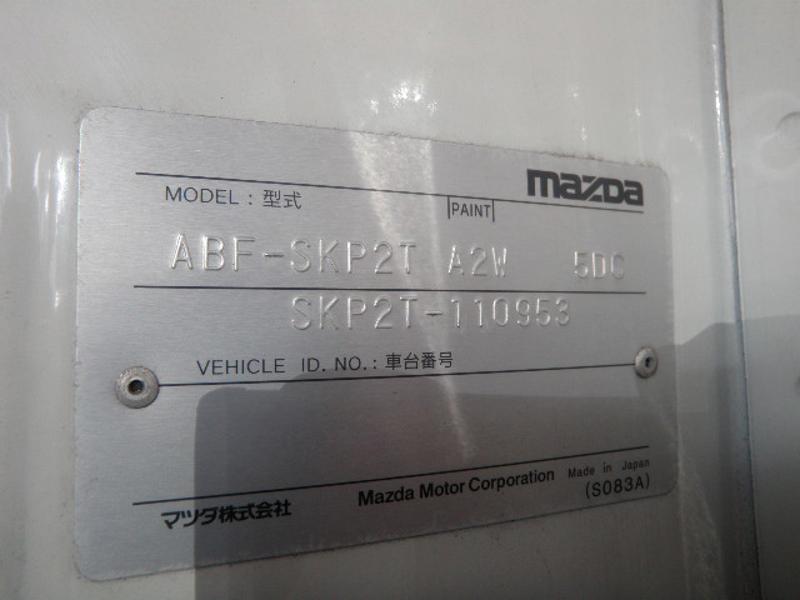 mazda
MODEL : 型式 PAINT
ABF-SKP2T A2W 5DC
SKP2T-110953
VEHICLE ID. NO. : 車台番号
マツダ株式会社 Mazda Motor Corporation Made in Japan
(S083A)